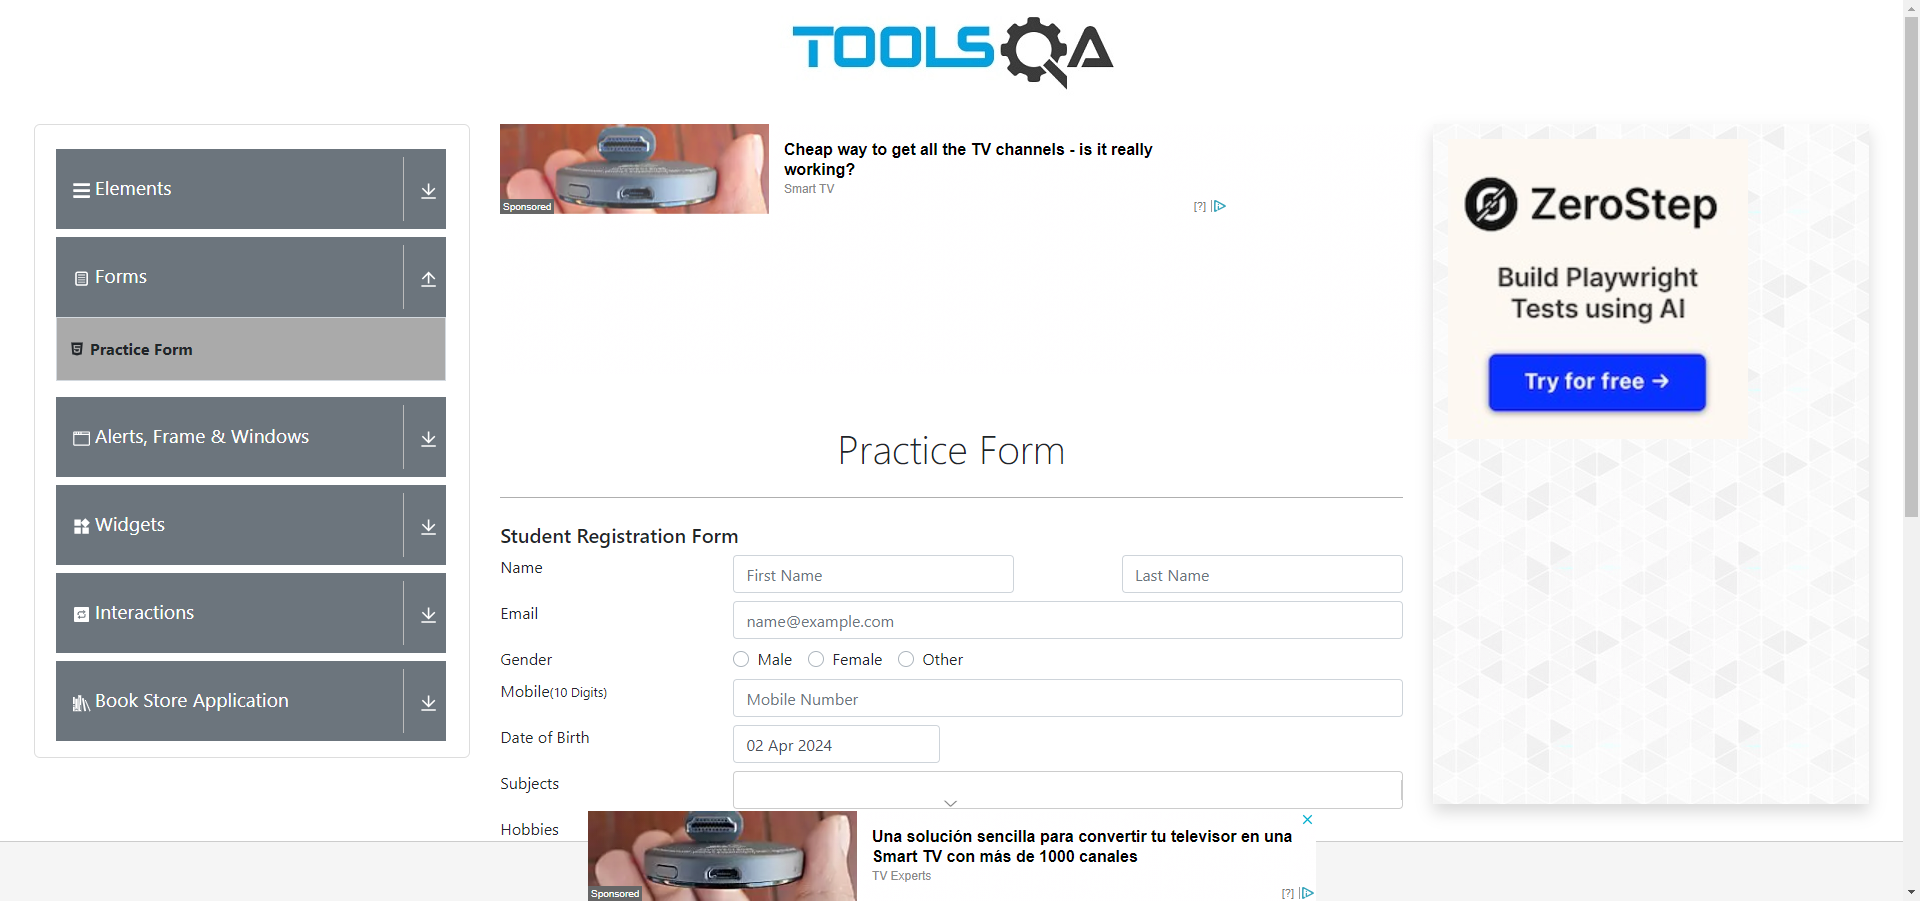 TOOLSQA
Elements
Forms
Practice Form
Alerts, Frame & Windows
Widgets
Interactions
Book Store Application
Sponsored
Cheap way to get all the TV channels - is it really
working?
Smart TV
[?]
Practice Form
Student Registration Form
Name
First Name
Last Name
Email
name@example.com
Gender
Male
Female
Other
Mobile(10 Digits)
Mobile Number
Date of Birth
02 Apr 2024
Subjects
Hobbies
Sponsored
Una solución sencilla para convertir tu televisor en una
Smart TV con más de 1000 canales
TV Experts
[?]
ZeroStep
Build Playwright
Tests using AI
Try for free →